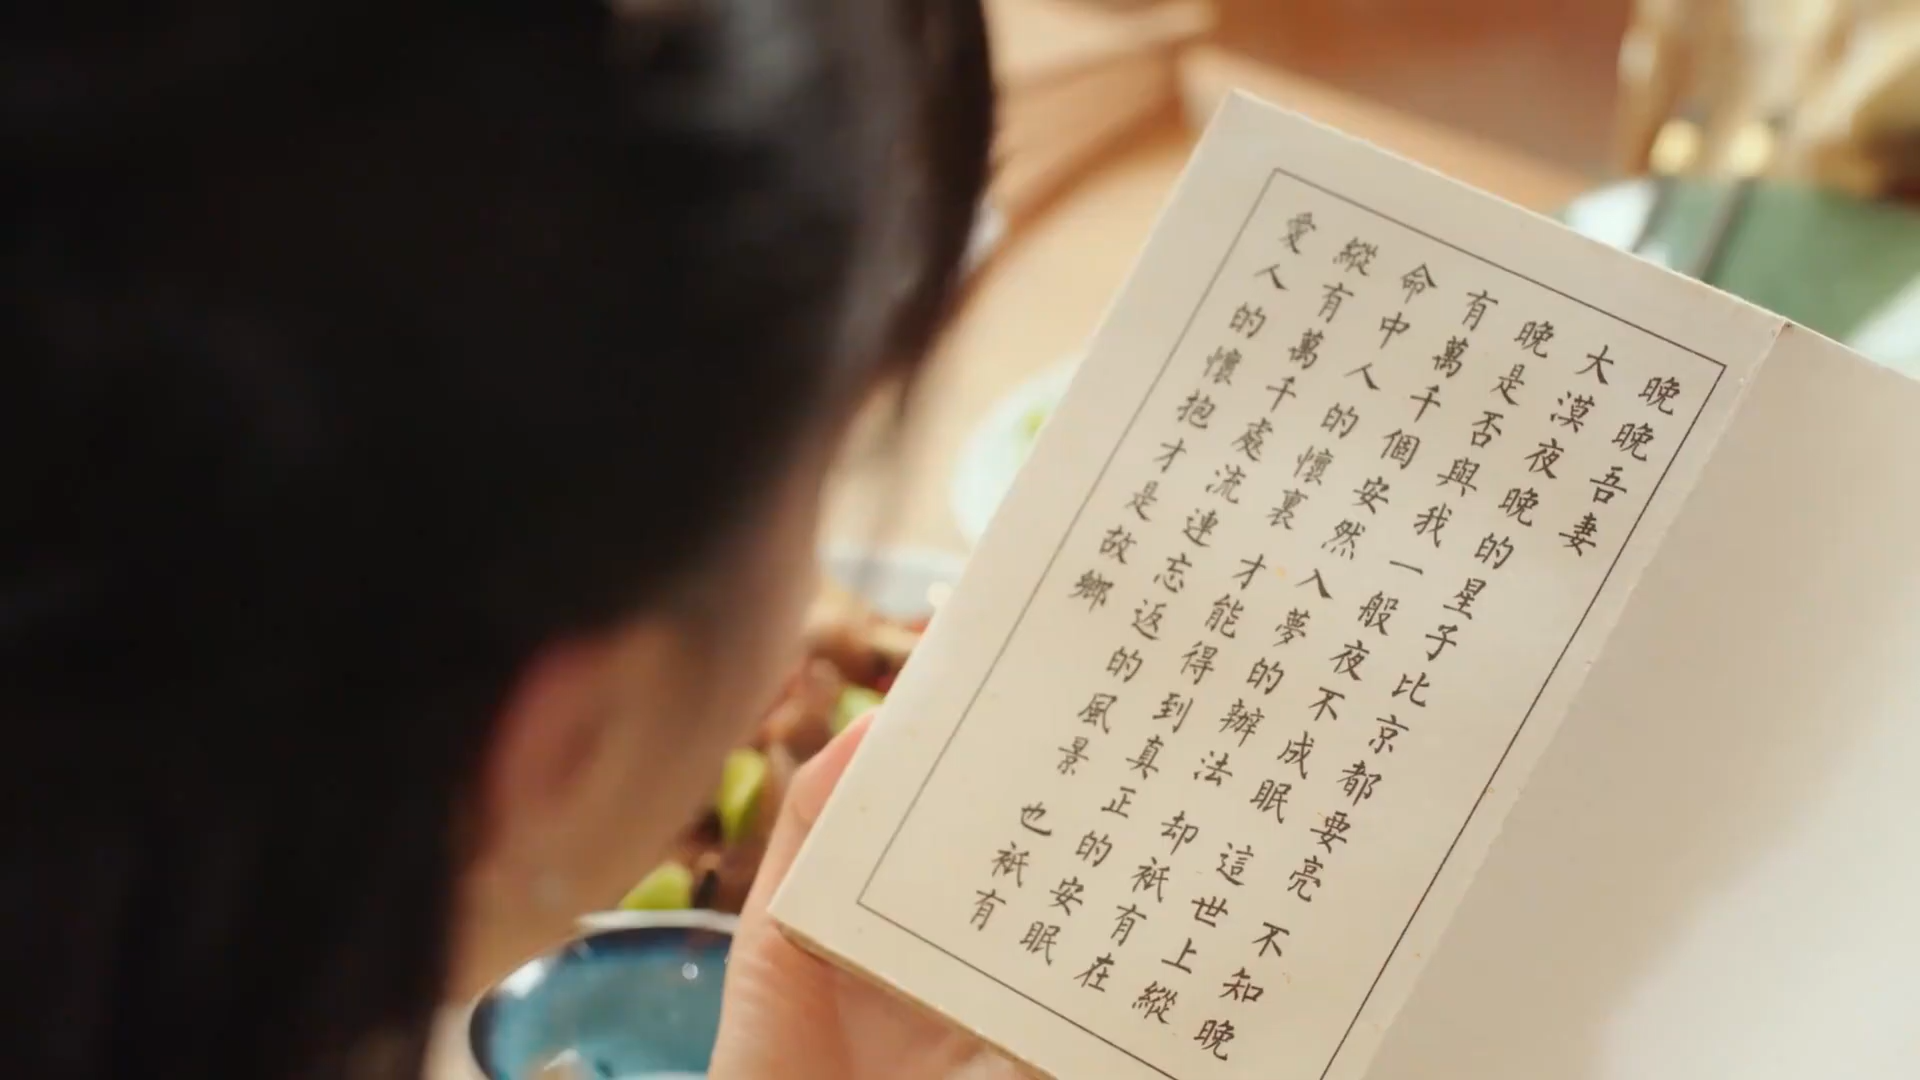 晚晚吾妻
大漠夜晚的星子比京都要亮 不知晚
晚是否與我一般夜不成眠 這世上縱
有萬千個安然入夢的辦法 却衹有在
命中人的懷裏 才能得到真正的安眠
縱有萬千處流連忘返的風景 也衹有
愛人的懷抱才是故鄉